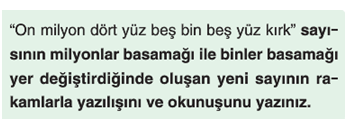 “On milyon dört yüz beş bin beş yüz kırk” sayı-
sının milyonlar basamağı ile binler basamağı
yer değiştirdiğinde oluşan yeni sayının ra-
kamlarla yazılışını ve okunuşunu yazınız.